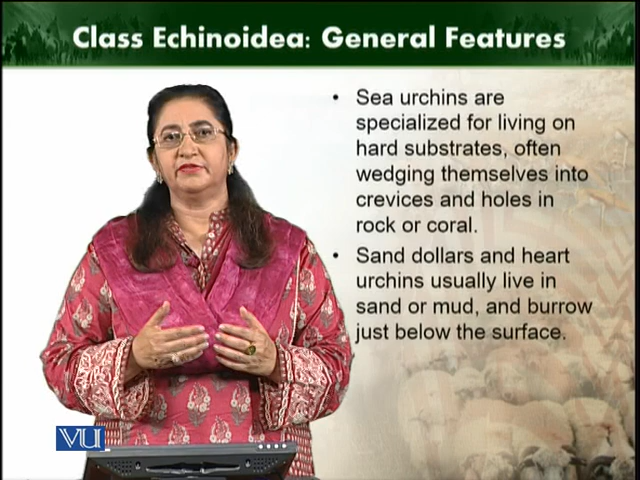 Class Echinoidea: General Features
• Sea urchins are
specialized for living on
hard substrates, often
wedging themselves into
crevices and holes in
rock or coral.
• Sand dollars and heart
urchins usually live in
sand or mud, and burrow
just below the surface.
VU